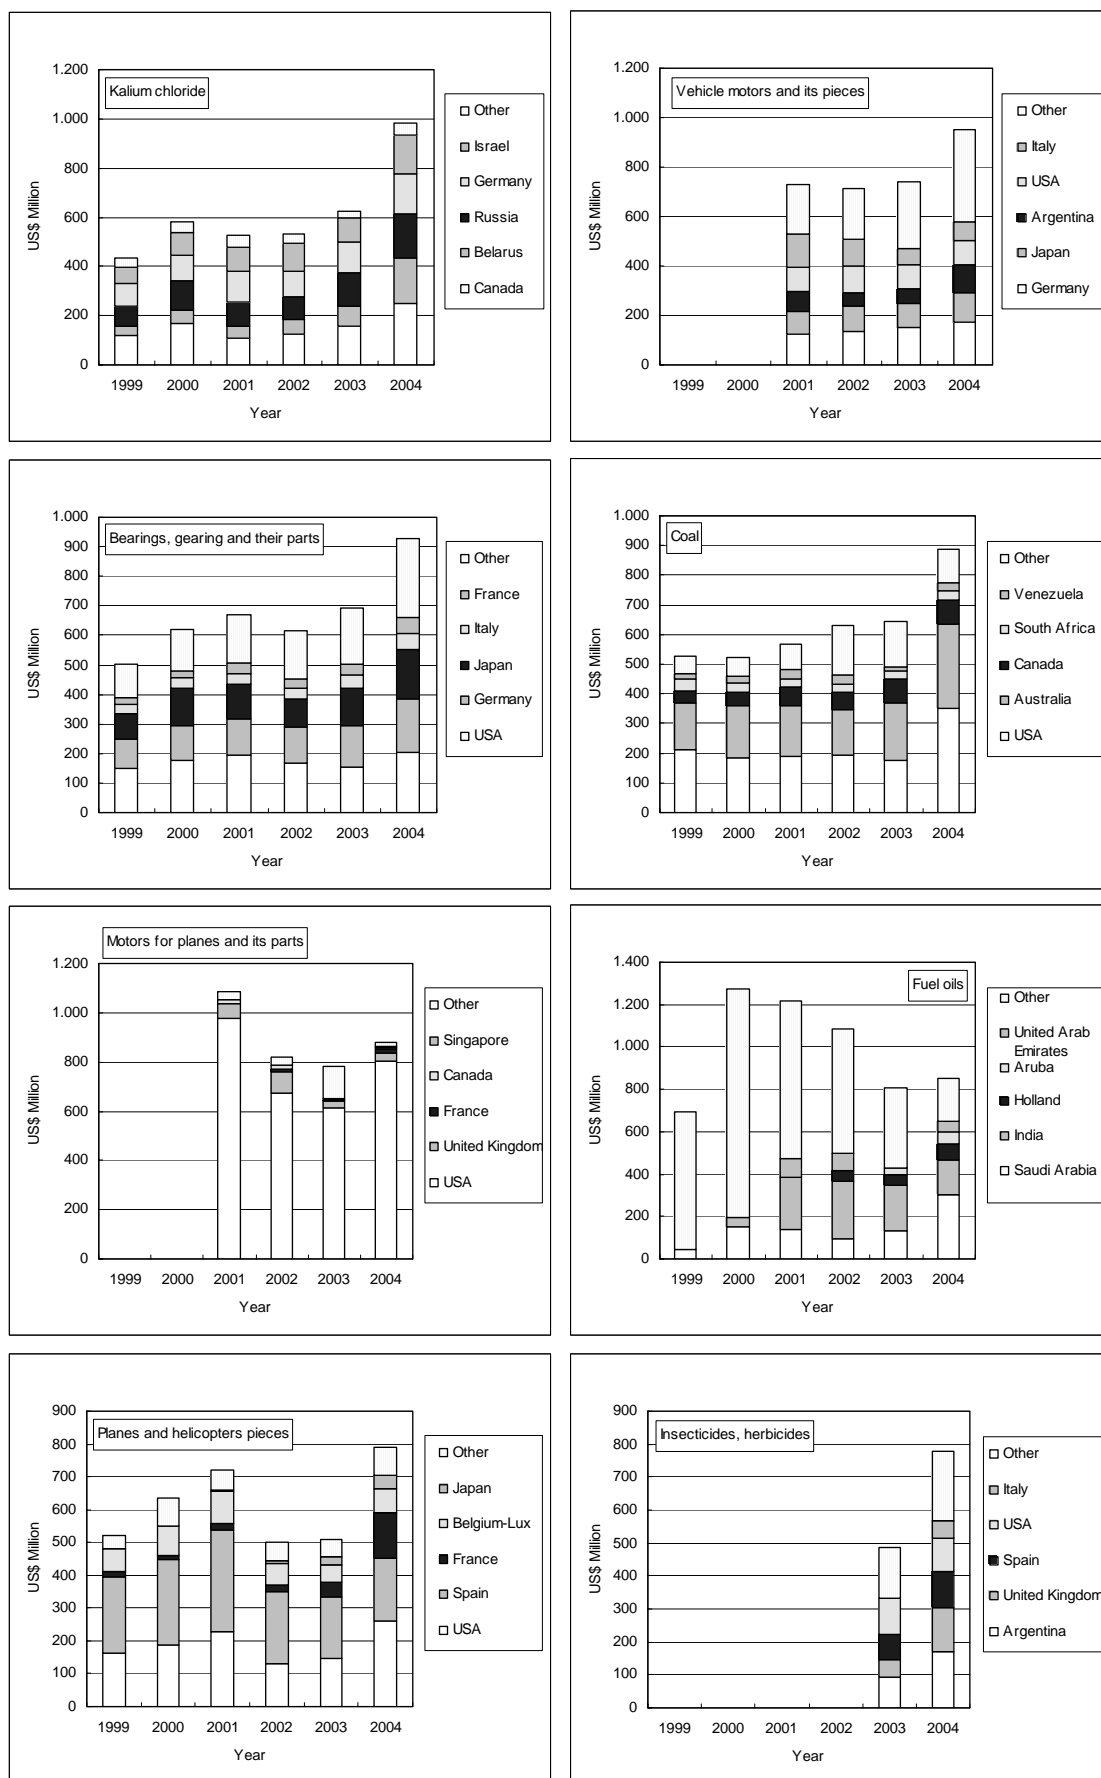 Kalium chloride
US$ Million
1.200
1.000
800
600
400
200
0
1999 2000 2001 2002 2003 2004
Year
Other
Israel
Germany
Russia
Belarus
Canada
Vehicle motors and its pieces
US$ Million
1.200
1.000
800
600
400
200
0
1999 2000 2001 2002 2003 2004
Year
Other
Italy
USA
Argentina
Japan
Germany
Bearings, gearing and their parts
US$ Million
1.000
900
800
700
600
500
400
300
200
100
0
1999 2000 2001 2002 2003 2004
Year
Other
France
Italy
Japan
Germany
USA
Coal
US$ Million
1.000
900
800
700
600
500
400
300
200
100
0
1999 2000 2001 2002 2003 2004
Year
Other
Venezuela
South Africa
Canada
Australia
USA
Motors for planes and its parts
US$ Million
1.200
1.000
800
600
400
200
0
1999 2000 2001 2002 2003 2004
Year
Other
Singapore
Canada
France
United Kingdom
USA
Fuel oils
US$ Million
1.400
1.200
1.000
800
600
400
200
0
1999 2000 2001 2002 2003 2004
Year
Other
United Arab
Emirates
Aruba
Holland
India
Saudi Arabia
Planes and helicopters pieces
US$ Million
900
800
700
600
500
400
300
200
100
0
1999 2000 2001 2002 2003 2004
Year
Other
Japan
Belgium-Lux
France
Spain
USA
Insecticides, herbicides
US$ Million
900
800
700
600
500
400
300
200
100
0
1999 2000 2001 2002 2003 2004
Year
Other
Italy
USA
Spain
United Kingdom
Argentina